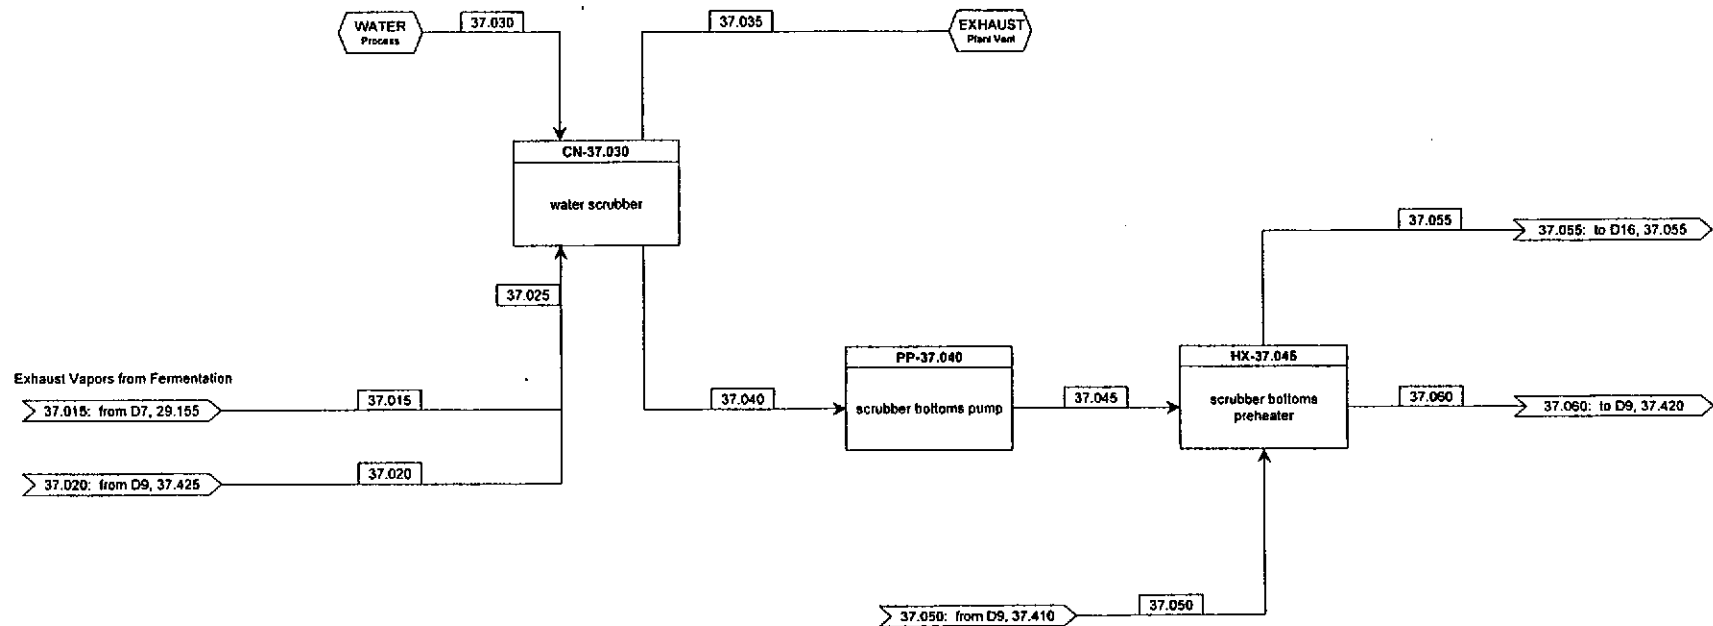 WATER
Process
37.030
37.035
EXHAUST
Plant Vent
CN-37.030
water scrubber
37.025
37.055
37.055: to D16, 37.055
Exhaust Vapors from Fermentation
37.015: from D7, 29.155
37.015
37.020: from D9, 37.425
37.020
37.040
PP-37.040
scrubber bottoms pump
37.045
HX-37.045
scrubber bottoms
preheater
37.060
37.060: to D9, 37.420
37.050: from D9, 37.410
37.050